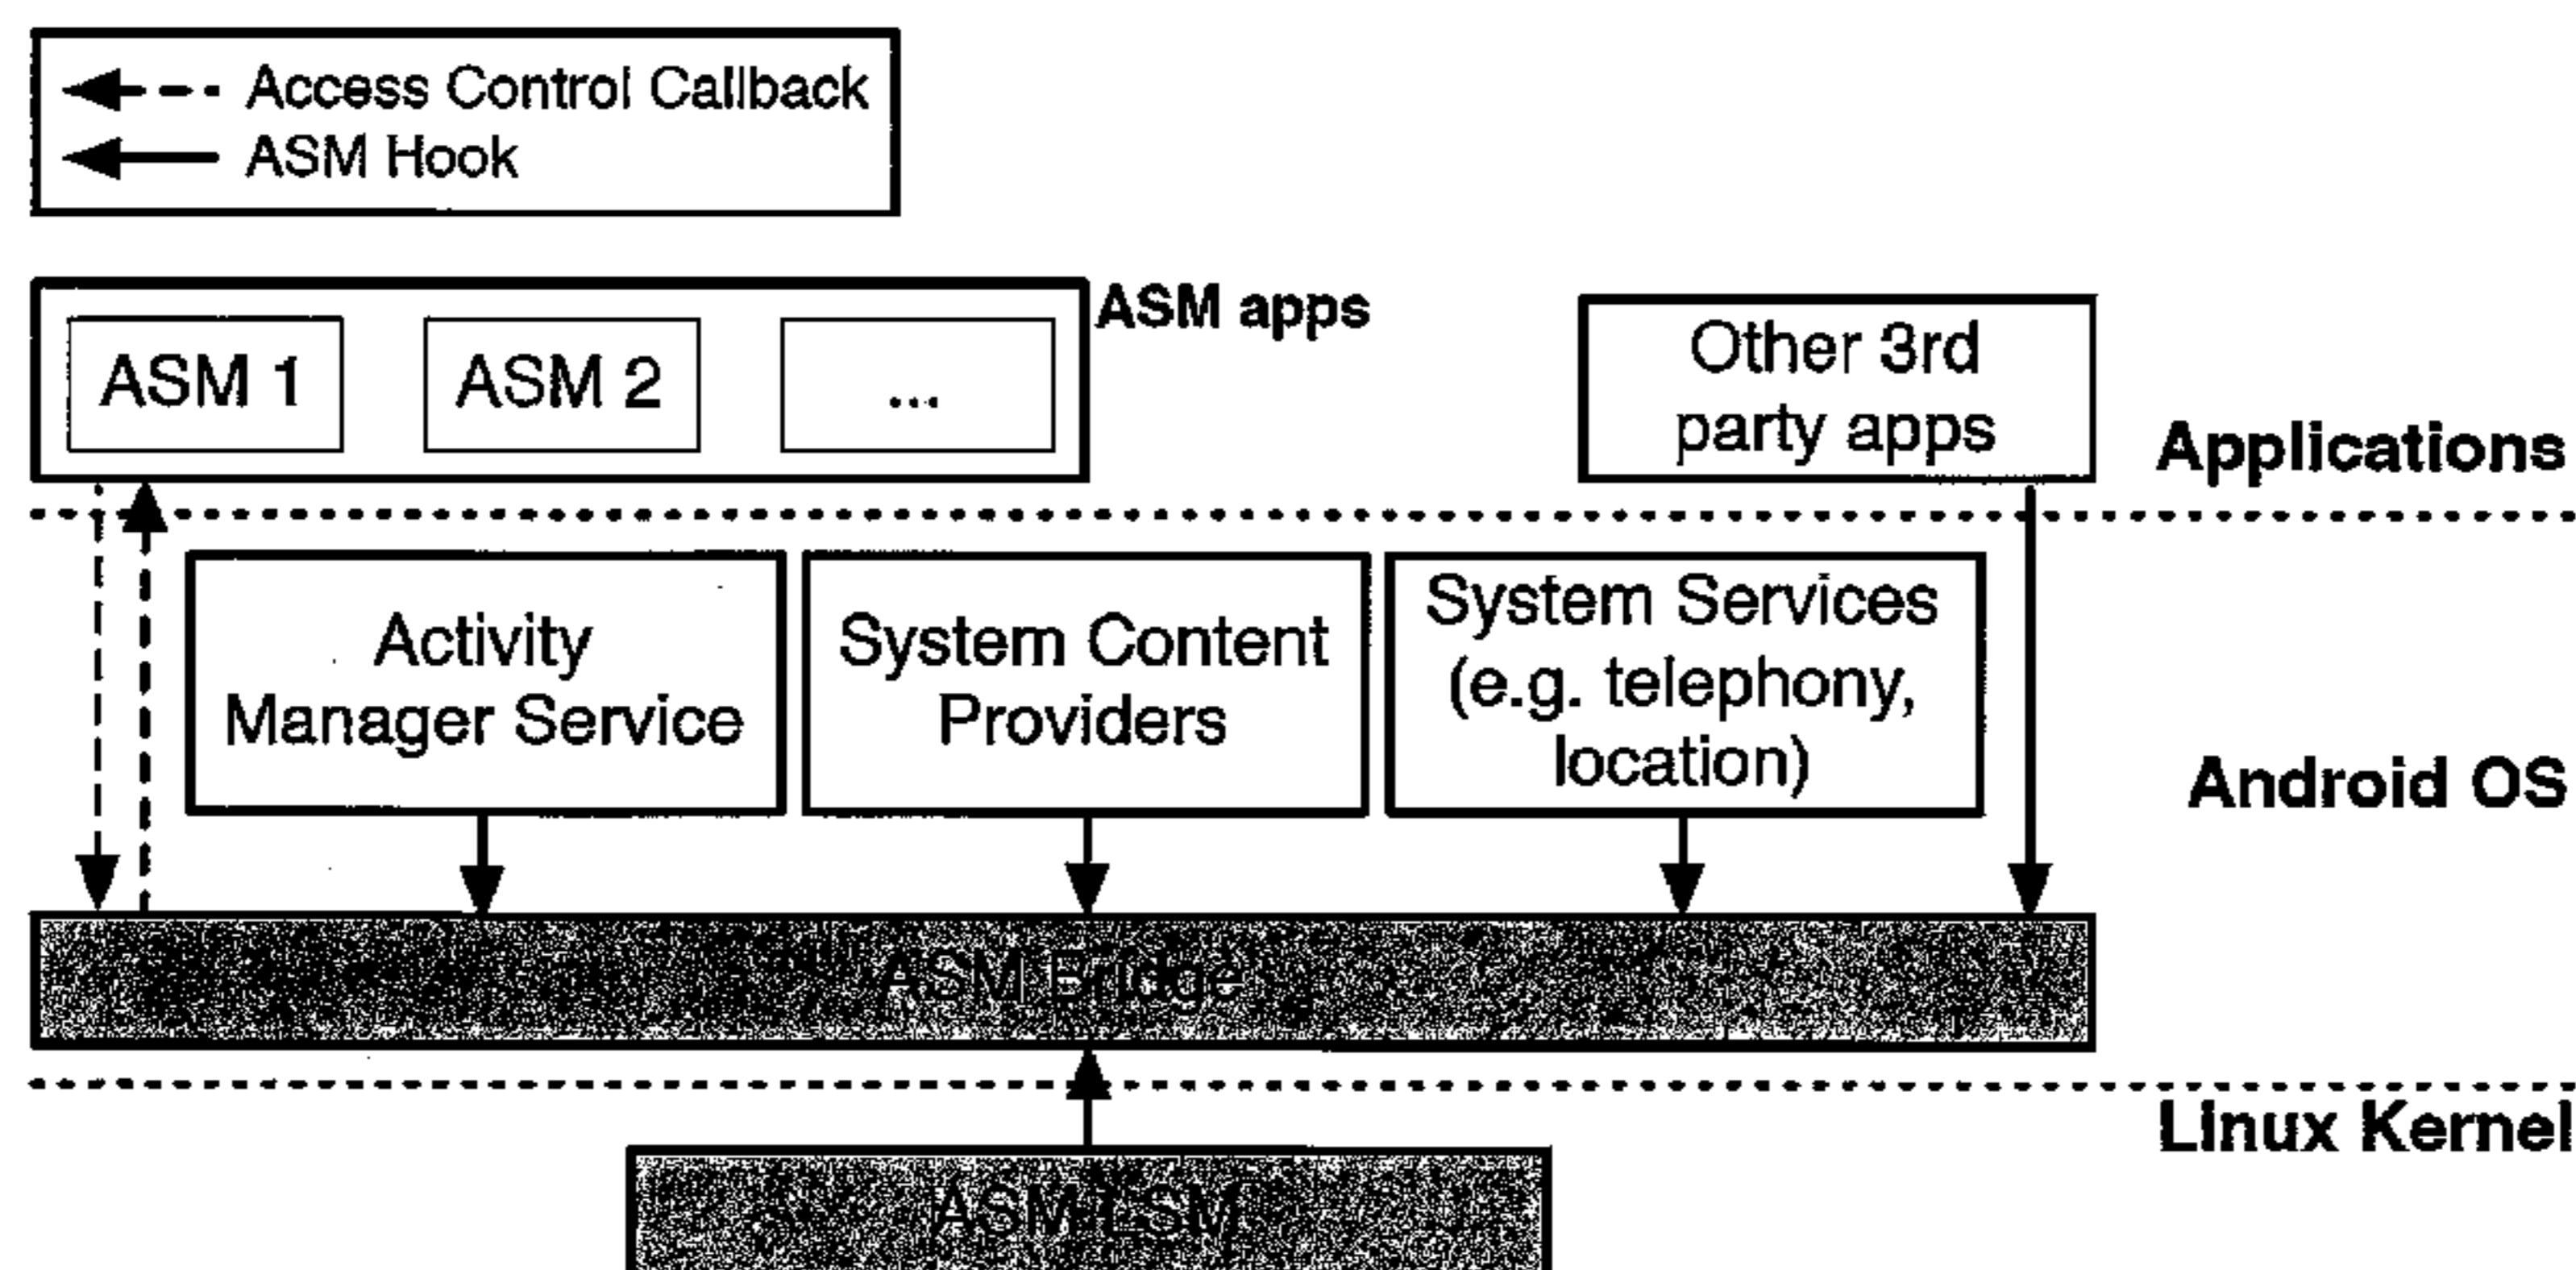 Access Control Callback
ASM Hook
ASM apps
ASM 1
ASM 2
...
Other 3rd
party apps
Applications
Activity
Manager Service
System Content
Providers
System Services
(e.g. telephony,
location)
Android OS
ASM Bridge
Linux Kernel
ASM LSM